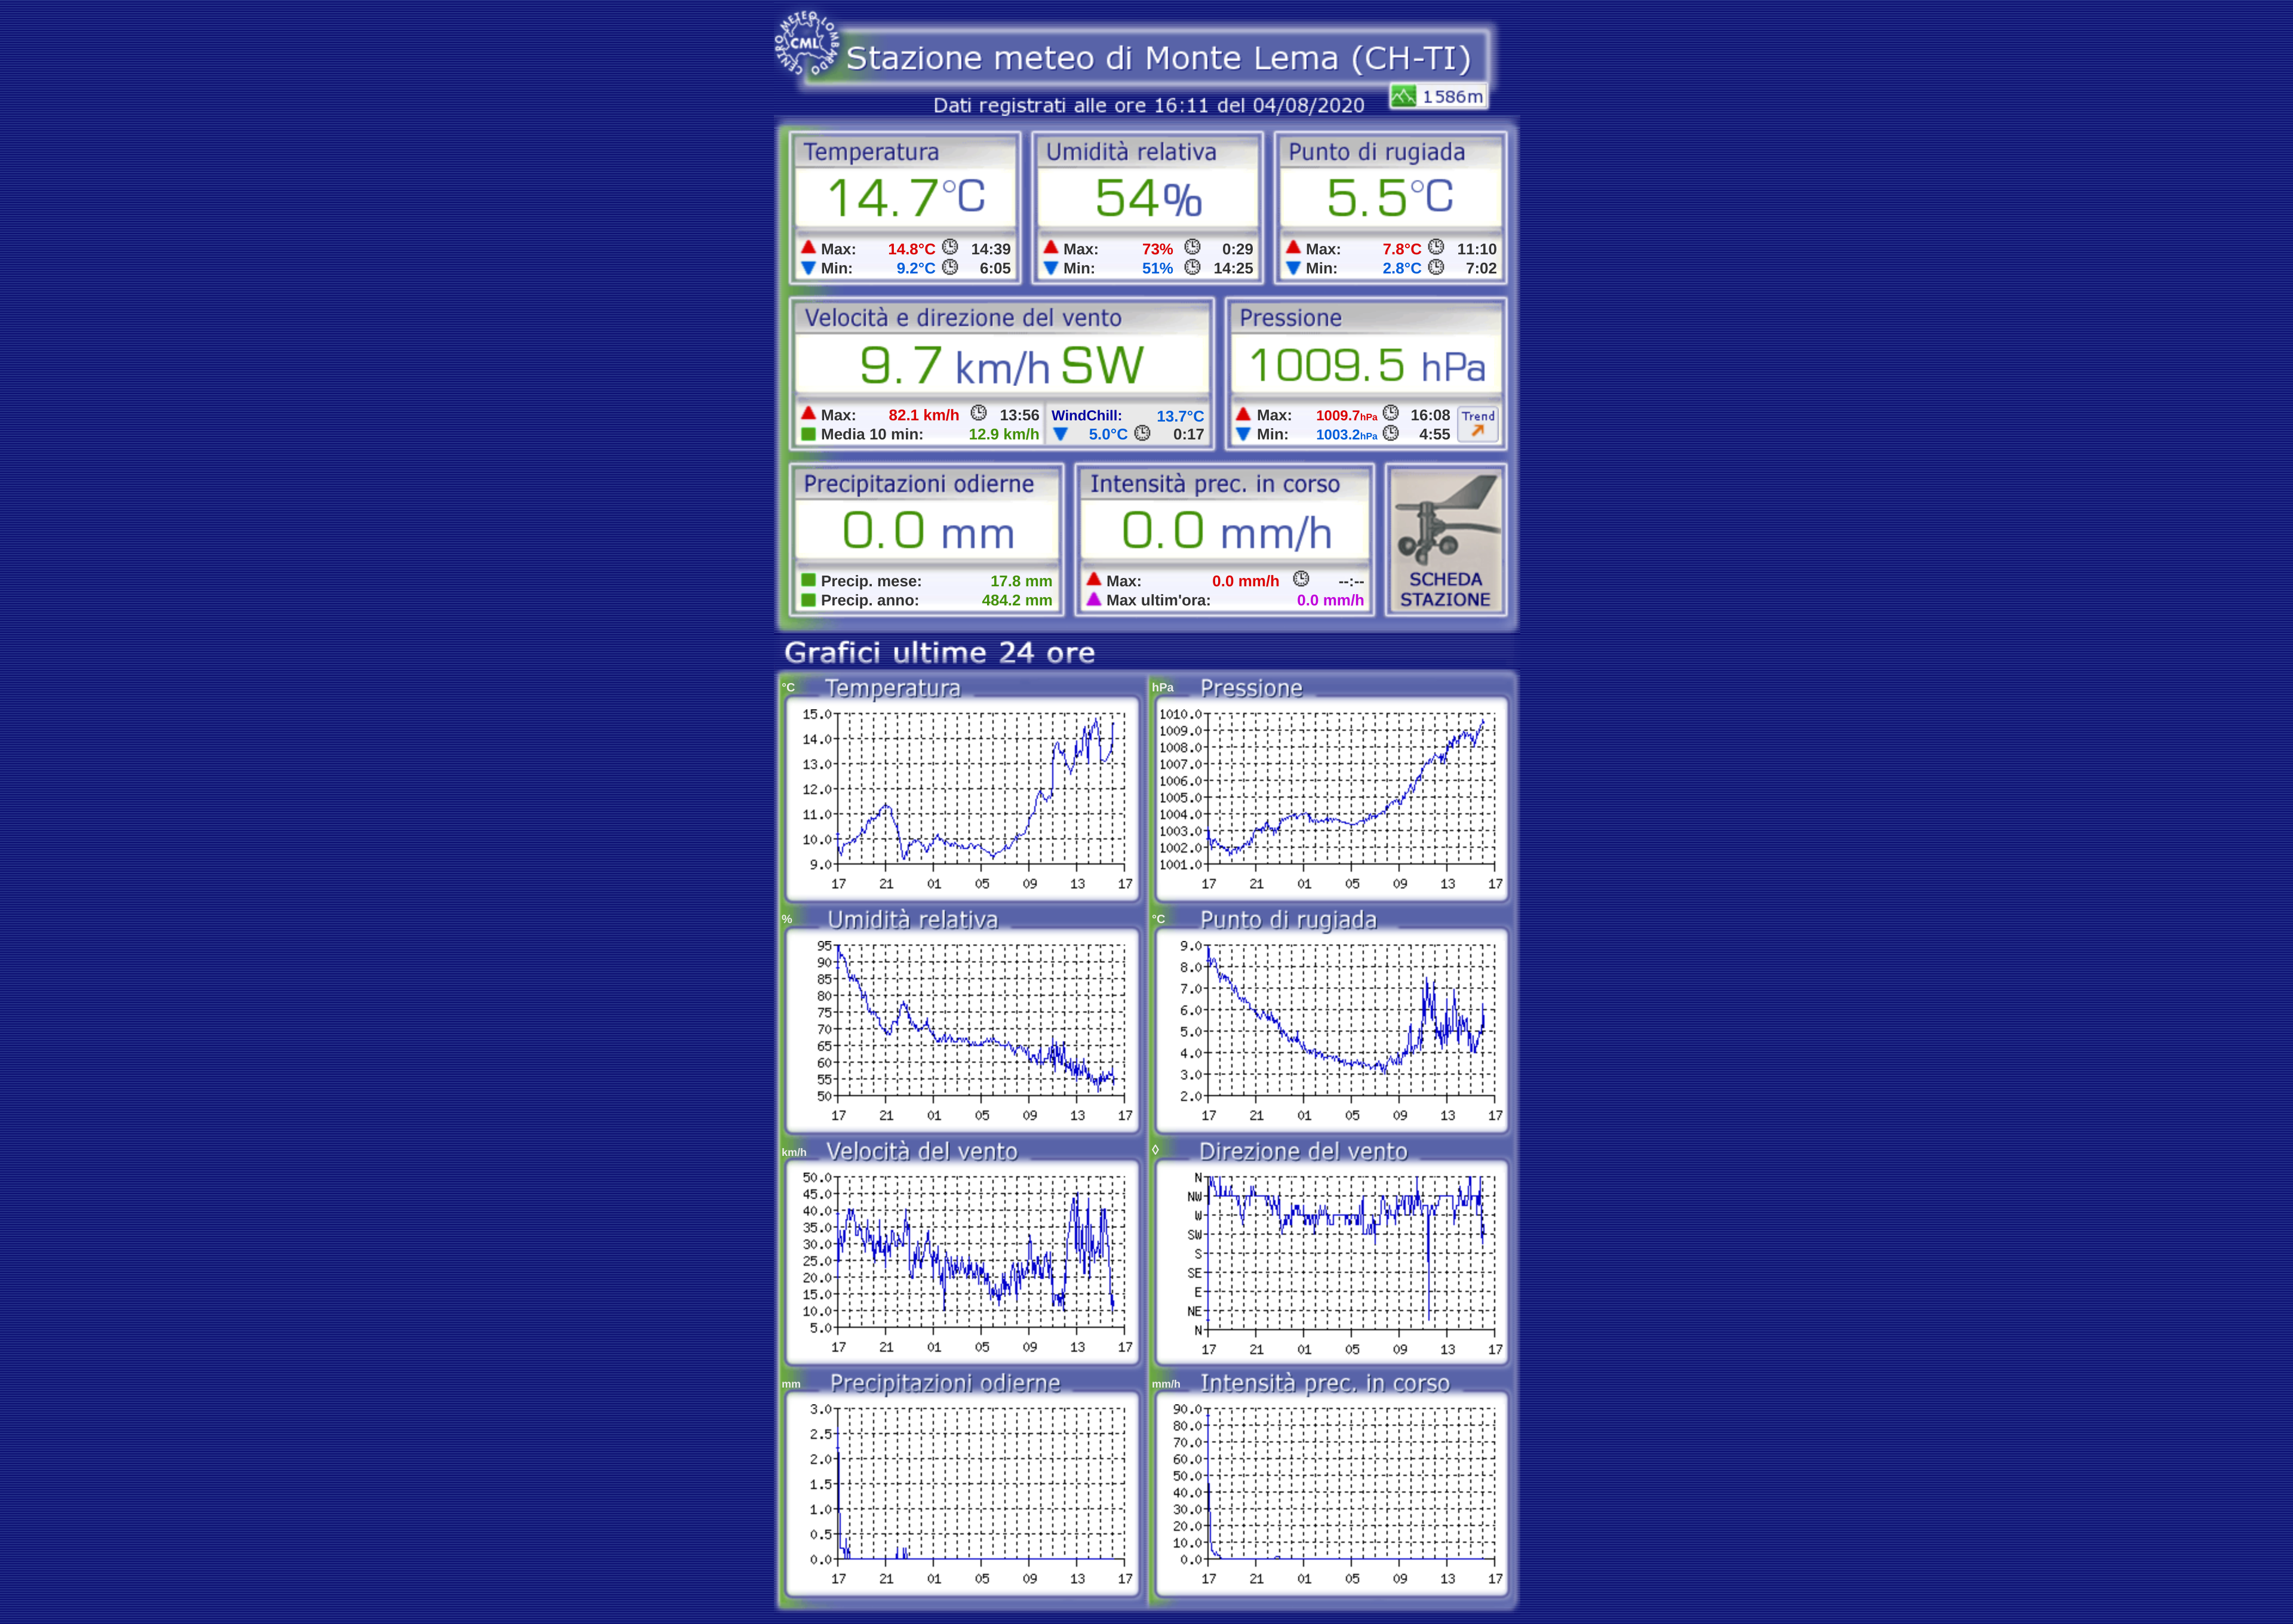 CENTRO METEO LOMBARDO
CML
Stazione meteo di Monte Lema (CH-TI)
1586m
Dati registrati alle ore 16:11 del 04/08/2020
Temperatura
14.7°C
Max: 14.8°C 14:39
Min: 9.2°C 6:05
Umidità relativa
54%
Max: 73% 0:29
Min: 51% 14:25
Punto di rugiada
5.5°C
Max: 7.8°C 11:10
Min: 2.8°C 7:02
Velocità e direzione del vento
9.7 km/h SW
Max: 82.1 km/h 13:56
Media 10 min: 12.9 km/h
WindChill: 13.7°C
5.0°C 0:17
Pressione
1009.5 hPa
Max: 1009.7hPa 16:08
Min: 1003.2hPa 4:55
Trend
Precipitazioni odierne
0.0 mm
Precip. mese: 17.8 mm
Precip. anno: 484.2 mm
Intensità prec. in corso
0.0 mm/h
Max: 0.0 mm/h --:--
Max ultim'ora: 0.0 mm/h
SCHEDA
STAZIONE
Grafici ultime 24 ore
°C Temperatura
15.0
14.0
13.0
12.0
11.0
10.0
9.0
17 21 01 05 09 13 17
hPa Pressione
1010.0
1009.0
1008.0
1007.0
1006.0
1005.0
1004.0
1003.0
1002.0
1001.0
17 21 01 05 09 13 17
% Umidità relativa
95
90
85
80
75
70
65
60
55
50
17 21 01 05 09 13 17
°C Punto di rugiada
9.0
8.0
7.0
6.0
5.0
4.0
3.0
2.0
17 21 01 05 09 13 17
km/h Velocità del vento
50.0
45.0
40.0
35.0
30.0
25.0
20.0
15.0
10.0
5.0
17 21 01 05 09 13 17
◊ Direzione del vento
N
NW
W
SW
S
SE
E
NE
N
17 21 01 05 09 13 17
mm Precipitazioni odierne
3.0
2.5
2.0
1.5
1.0
0.5
0.0
17 21 01 05 09 13 17
mm/h Intensità prec. in corso
90.0
80.0
70.0
60.0
50.0
40.0
30.0
20.0
10.0
0.0
17 21 01 05 09 13 17